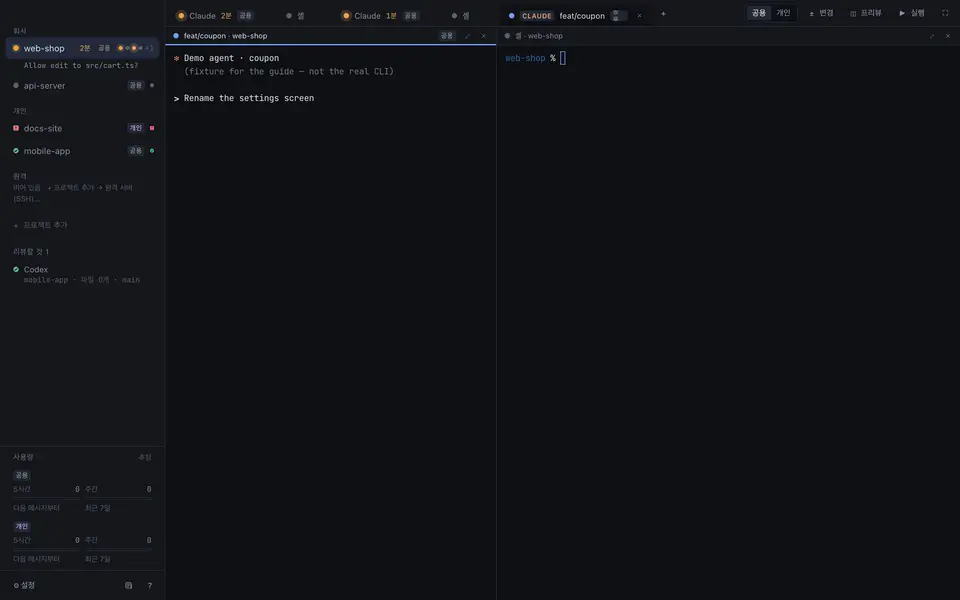 회사
web-shop 2분 공용
Allow edit to src/cart.ts?
api-server 공용
개인
docs-site 개인
mobile-app 공용
원격
비어 있음 + 프로젝트 추가 → 원격 서버
(SSH)...
+ 프로젝트 추가
리뷰할 것 1
Codex
mobile-app · 파일 0개 · main
사용량 추정
공용
5시간 0 주간 0
다음 메시지부터 최근 7일
개인
5시간 0 주간 0
다음 메시지부터 최근 7일
설정 ?
Claude 2분 공용
셸
Claude 1분 공용
셸
CLAUDE feat/coupon × +
공용 개인 ± 변경 프리뷰 실행
feat/coupon · web-shop 공용 ×
* Demo agent · coupon
(fixture for the guide — not the real CLI)
> Rename the settings screen
셸 · web-shop ×
web-shop %